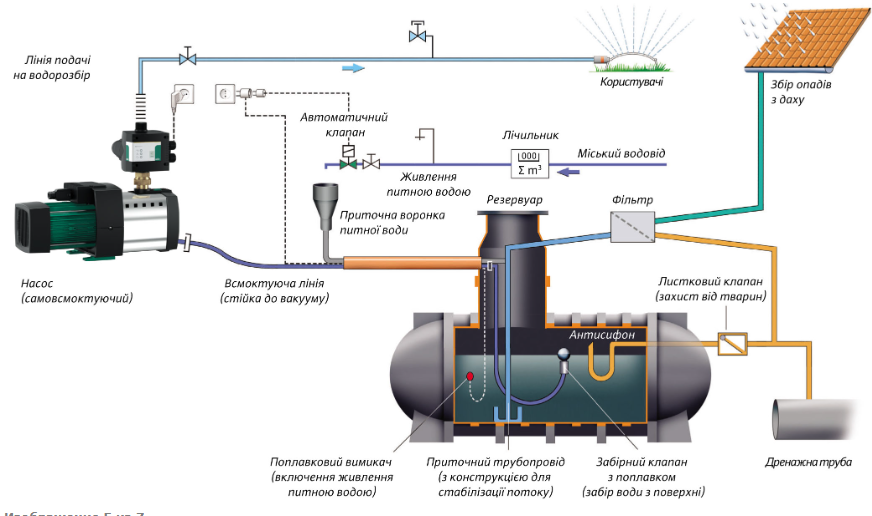 Лінія подачі
на водорозбір
Користувачі
Збір опадів
з даху
Автоматичний
клапан
Лічильник
000
Σ m³
Міський водовід
Живлення
питною водою
Резервуар
Фільтр
Приточна воронка
питної води
Насос
(самовсмоктуючий)
Всмоктуюча лінія
(стійка до вакууму)
Листковий клапан
(захист від тварин)
Антисифон
Поплавковий вимикач
(включення живлення
питною водою)
Приточний трубопровід
(з конструкцією для
стабілізації потоку)
Забірний клапан
з поплавком
(забір води з поверхні)
Дренажна труба